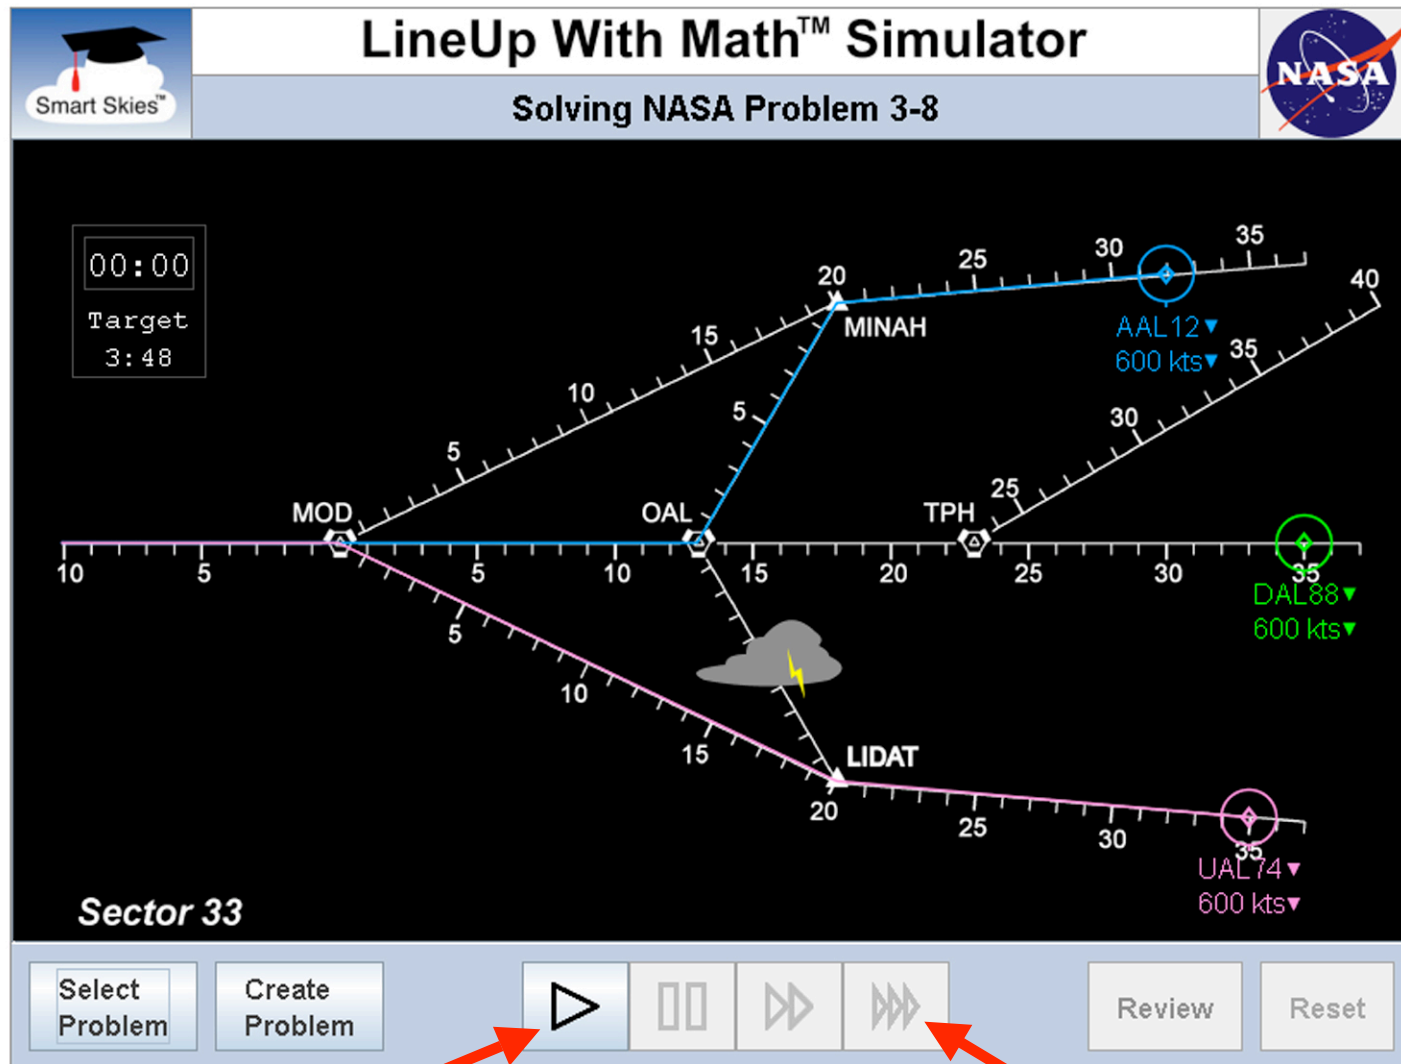 LineUp With Math™ Simulator
Smart Skies™
NASA
Solving NASA Problem 3-8
00:00
Target
3:48
20
25
30
35
40
MINAH
AAL12▼
600 kts▼
15
35
10
5
30
5
25
MOD
OAL
TPH
10
5
5
15
20
25
30
35
DAL88▼
600 kts▼
5
10
15
LIDAT
20
25
30
35
UAL74▼
600 kts▼
Sector 33
Select
Problem
Create
Problem
Review
Reset